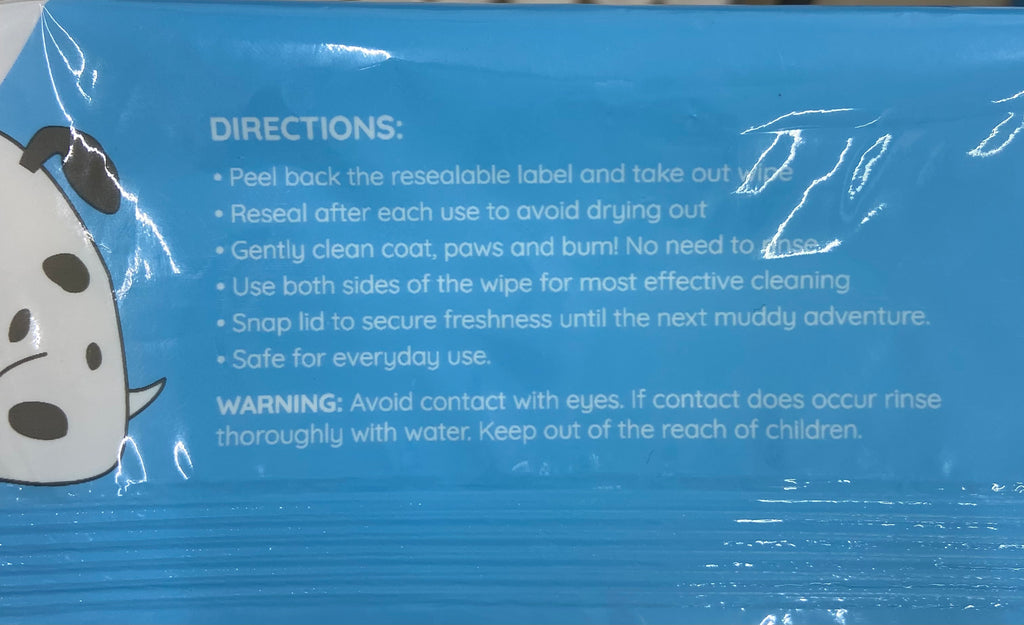 DIRECTIONS:
• Peel back the resealable label and take out wipe
• Reseal after each use to avoid drying out
• Gently clean coat, paws and bum! No need to rinse
• Use both sides of the wipe for most effective cleaning
• Snap lid to secure freshness until the next muddy adventure.
• Safe for everyday use.
WARNING: Avoid contact with eyes. If contact does occur rinse
thoroughly with water. Keep out of the reach of children.